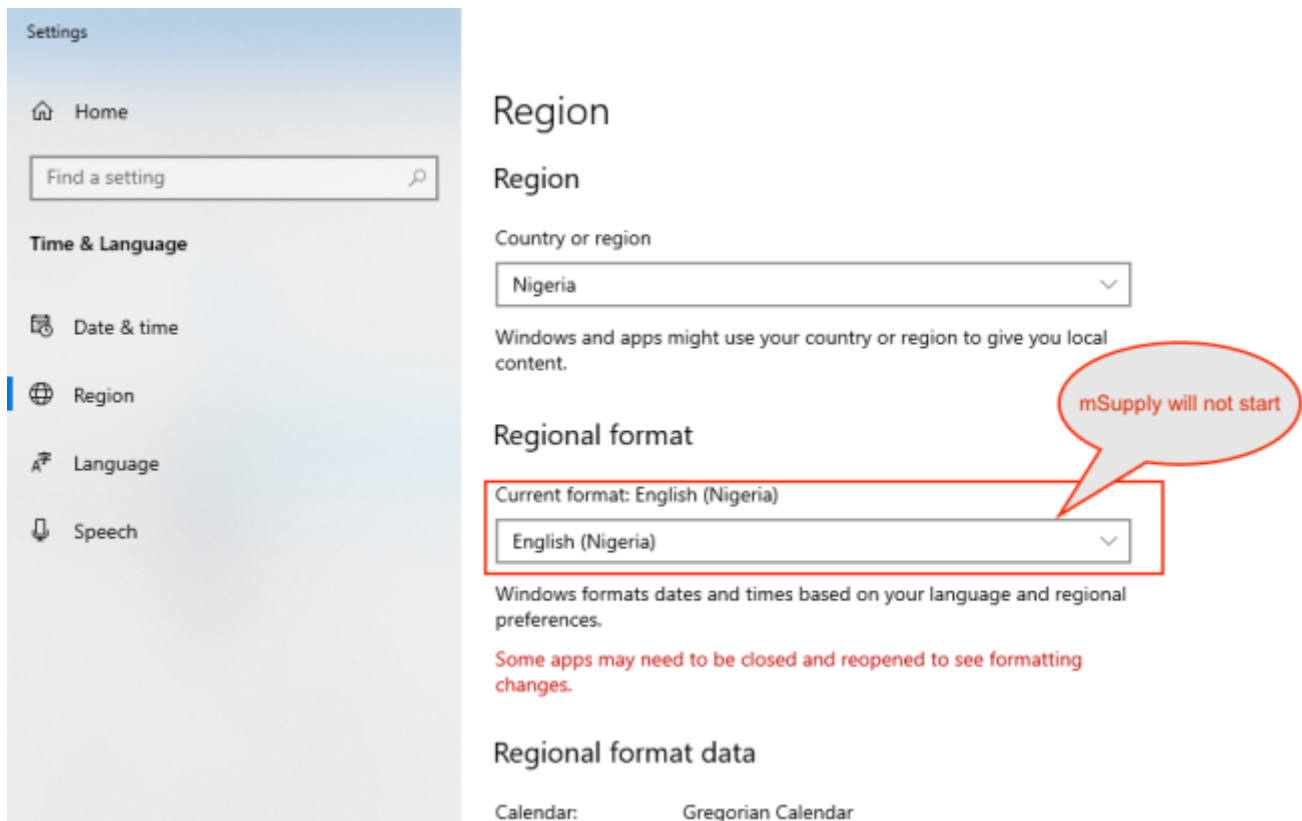 Settings
Home
Find a setting
Time & Language
Date & time
Region
Language
Speech
Region
Region
Country or region
Nigeria
Windows and apps might use your country or region to give you local
content.
mSupply will not start
Regional format
Current format: English (Nigeria)
English (Nigeria)
Windows formats dates and times based on your language and regional
preferences.
Some apps may need to be closed and reopened to see formatting
changes.
Regional format data
Calendar: Gregorian Calendar